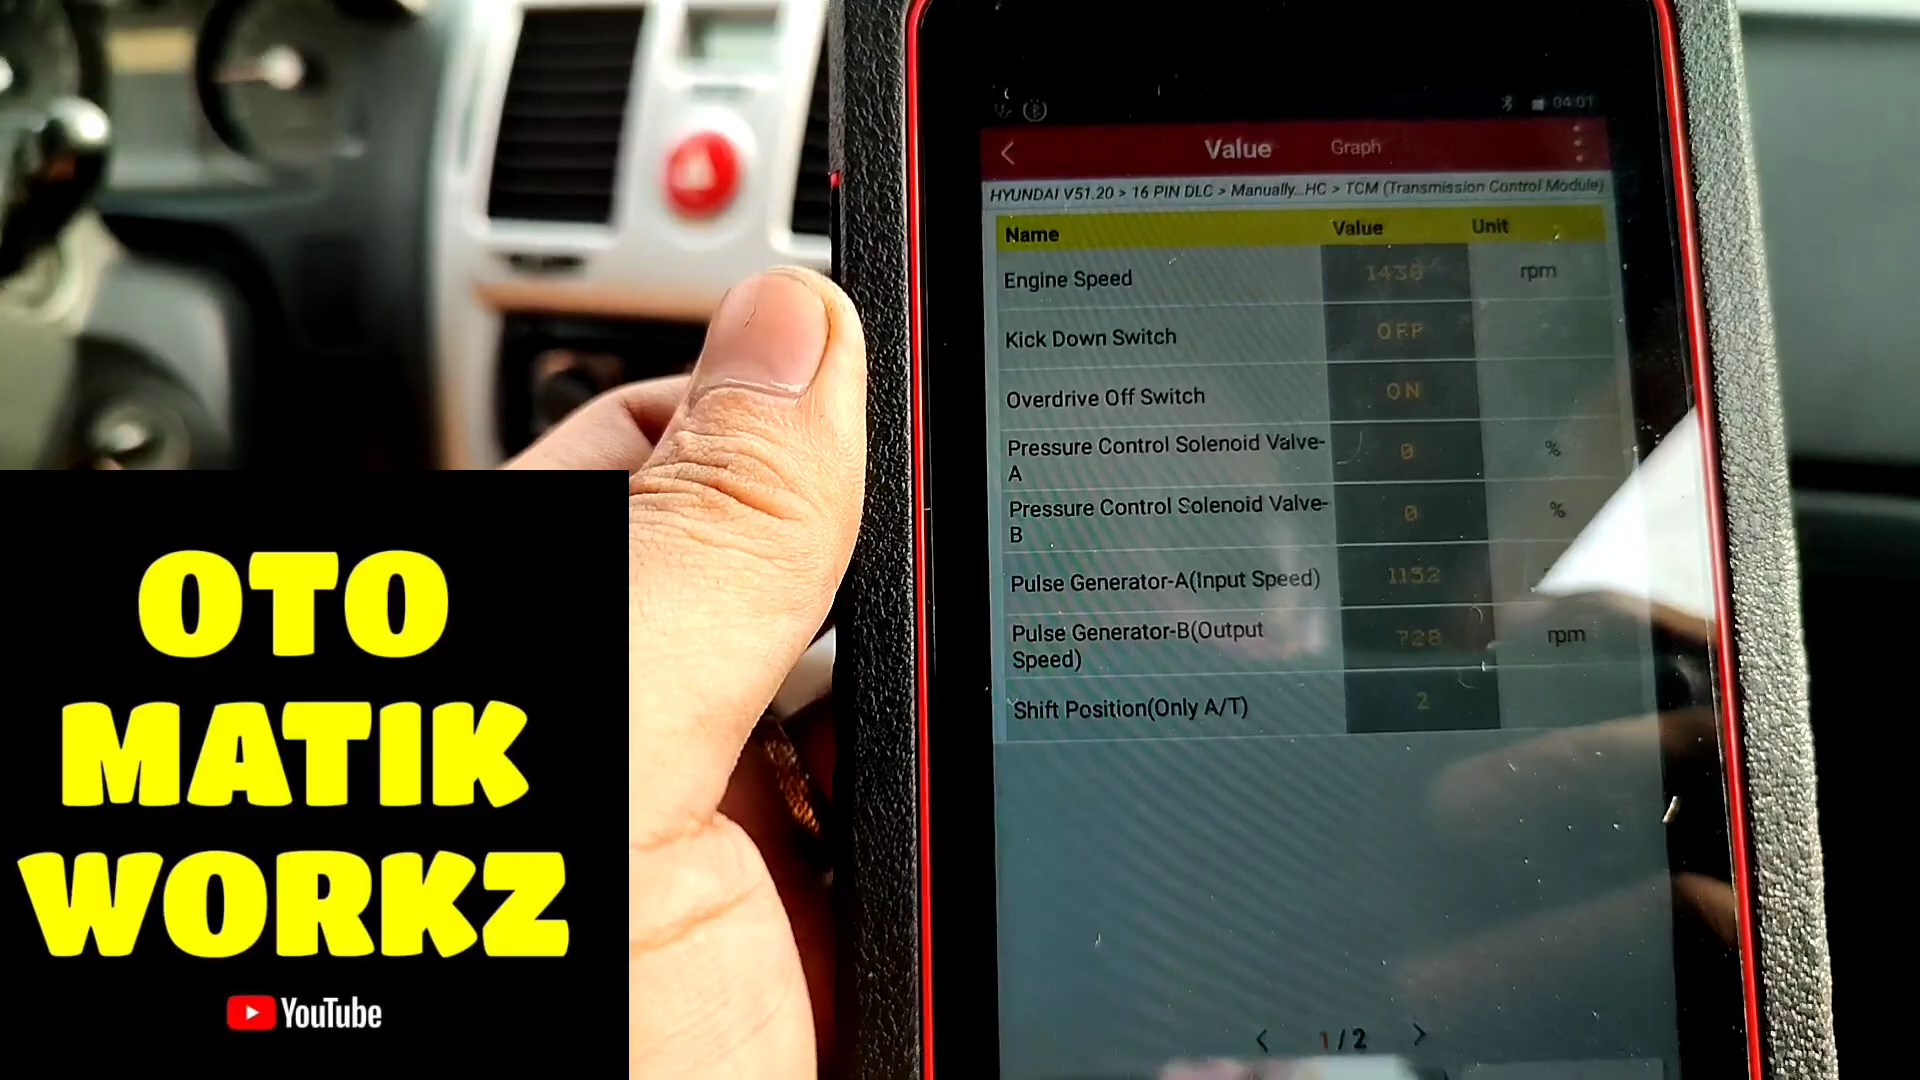 04:01
Value Graph
HYUNDAI V51.20 > 16 PIN DLC > Manually...HC > TCM (Transmission Control Module)
Name Value Unit
Engine Speed rpm
Kick Down Switch OFF
Overdrive Off Switch ON
Pressure Control Solenoid Valve-
A 0 %
Pressure Control Solenoid Valve-
B 0 %
Pulse Generator-A(Input Speed) 1152
Pulse Generator-B(Output
Speed) 728 rpm
Shift Position(Only A/T) 2
< 1/2 >
OTO
MATIK
WORKZ
YouTube